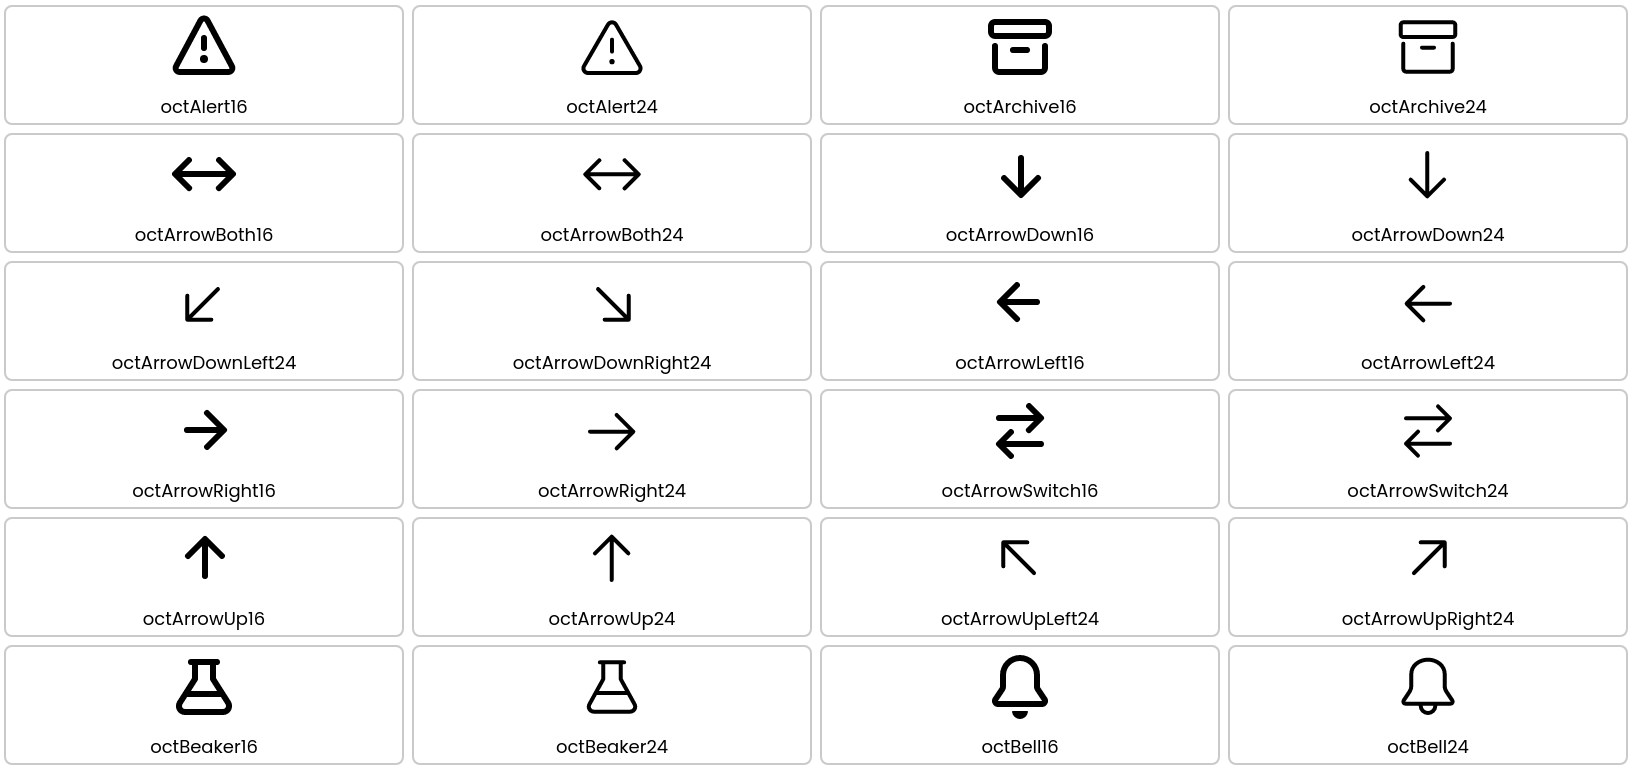 octAlert16
octAlert24
octArchive16
octArchive24
octArrowBoth16
octArrowBoth24
octArrowDown16
octArrowDown24
octArrowDownLeft24
octArrowDownRight24
octArrowLeft16
octArrowLeft24
octArrowRight16
octArrowRight24
octArrowSwitch16
octArrowSwitch24
octArrowUp16
octArrowUp24
octArrowUpLeft24
octArrowUpRight24
octBeaker16
octBeaker24
octBell16
octBell24